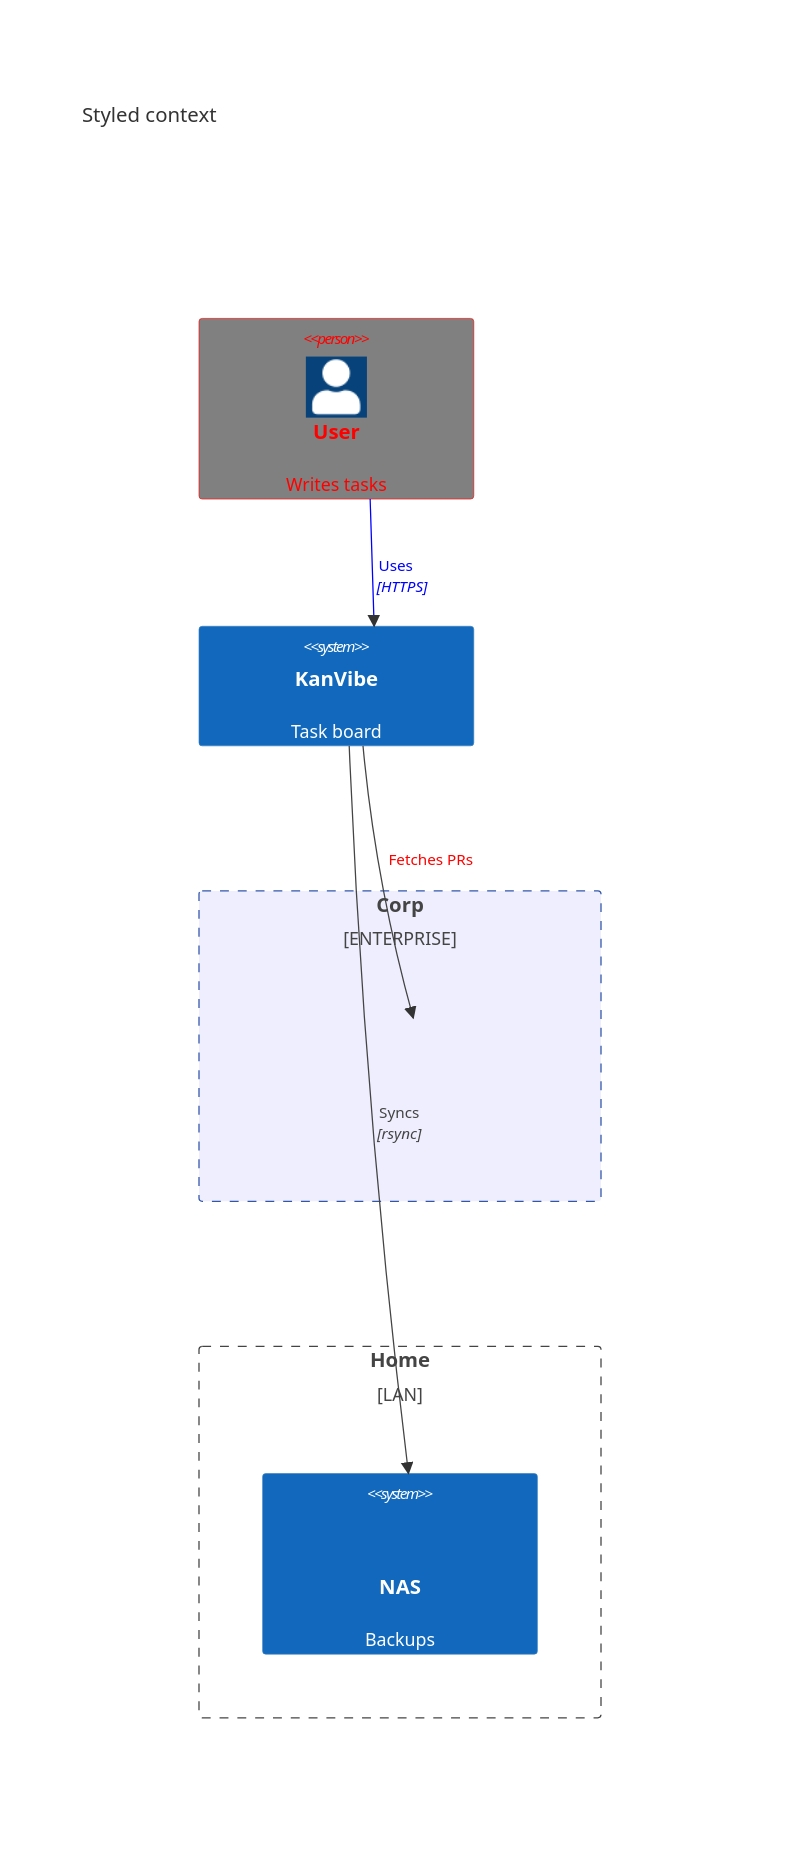 Styled context
<<person>>
User
Writes tasks
Uses
[HTTPS]
<<system>>
KanVibe
Task board
Fetches PRs
Corp
[ENTERPRISE]
Syncs
[rsync]
Home
[LAN]
<<system>>
NAS
Backups